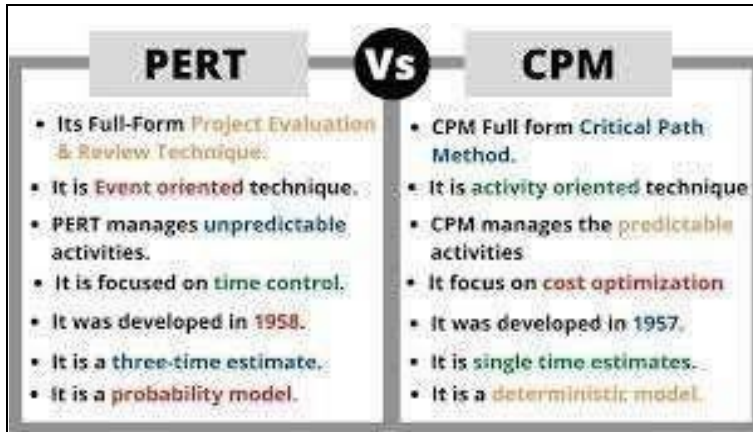 PERT Vs CPM
• Its Full-Form Project Evaluation
& Review Technique.
• It is Event oriented technique.
• PERT manages unpredictable
activities.
• It is focused on time control.
• It was developed in 1958.
• It is a three-time estimate.
• It is a probability model.
• CPM Full form Critical Path
Method.
• It is activity oriented technique
• CPM manages the predictable
activities
• It focus on cost optimization
• It was developed in 1957.
• It is single time estimates.
• It is a deterministic model.